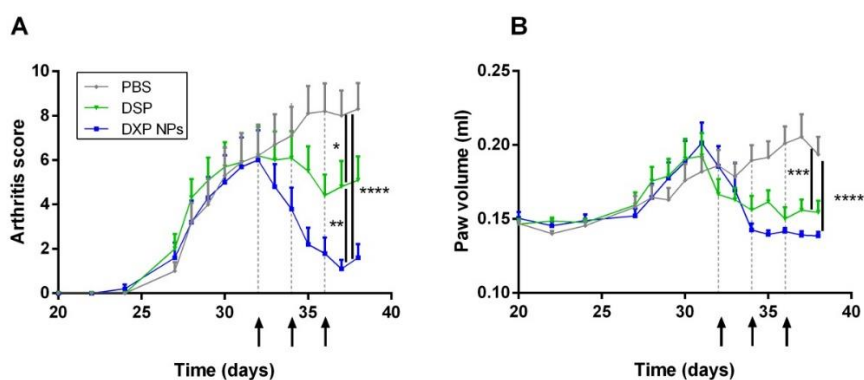 A
10
8
6
4
2
0
Arthritis score
PBS
DSP
DXP NPs
*
**
****
20 25 30 35 40
Time (days)
B
0.25
0.20
0.15
0.10
Paw volume (ml)
***
****
20 25 30 35 40
Time (days)